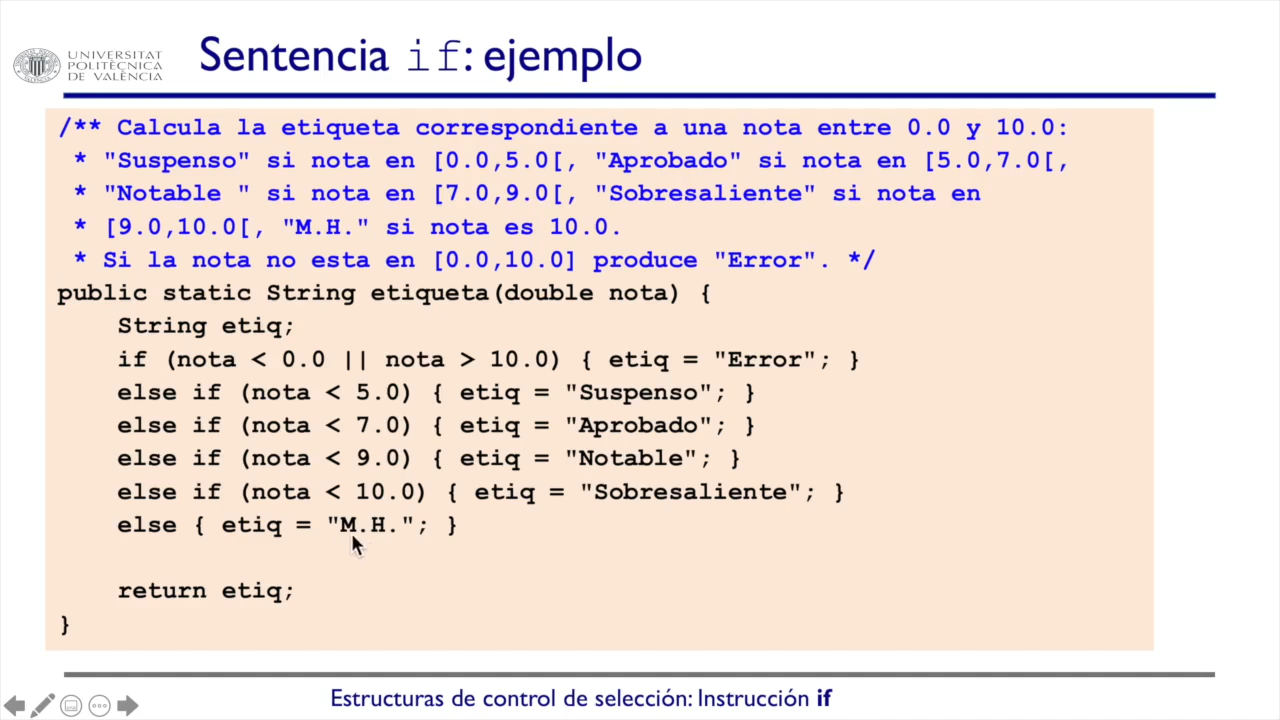 UNIVERSITAT
POLITÈCNICA
DE VALÈNCIA
Sentencia if: ejemplo
/** Calcula la etiqueta correspondiente a una nota entre 0.0 y 10.0:
 * "Suspenso" si nota en [0.0,5.0[, "Aprobado" si nota en [5.0,7.0[,
 * "Notable " si nota en [7.0,9.0[, "Sobresaliente" si nota en
 * [9.0,10.0[, "M.H." si nota es 10.0.
 * Si la nota no esta en [0.0,10.0] produce "Error". */
public static String etiqueta(double nota) {
    String etiq;
    if (nota < 0.0 || nota > 10.0) { etiq = "Error"; }
    else if (nota < 5.0) { etiq = "Suspenso"; }
    else if (nota < 7.0) { etiq = "Aprobado"; }
    else if (nota < 9.0) { etiq = "Notable"; }
    else if (nota < 10.0) { etiq = "Sobresaliente"; }
    else { etiq = "M.H."; }
    return etiq;
}
Estructuras de control de selección: Instrucción if